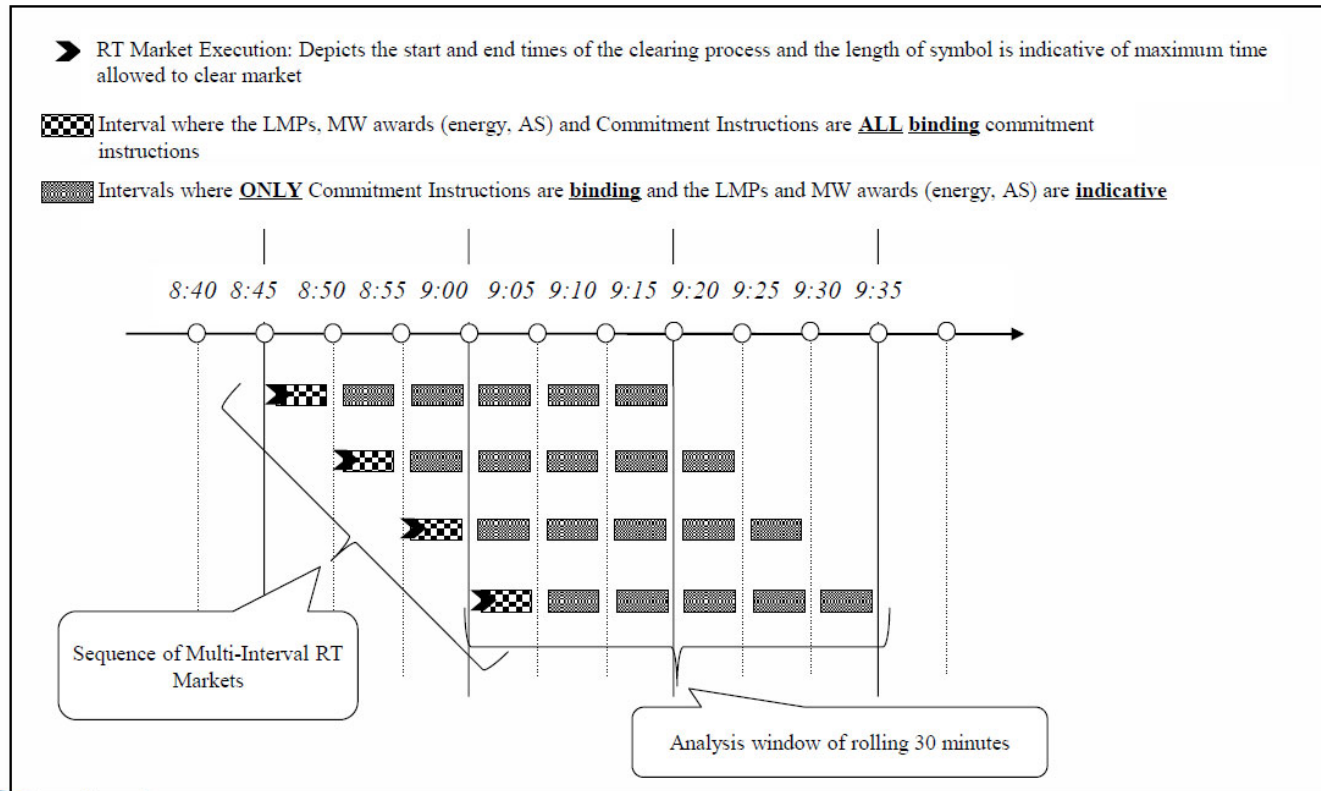 RT Market Execution: Depicts the start and end times of the clearing process and the length of symbol is indicative of maximum time
allowed to clear market
Interval where the LMPs, MW awards (energy, AS) and Commitment Instructions are ALL binding commitment
instructions
Intervals where ONLY Commitment Instructions are binding and the LMPs and MW awards (energy, AS) are indicative
8:40 8:45 8:50 8:55 9:00 9:05 9:10 9:15 9:20 9:25 9:30 9:35
Sequence of Multi-Interval RT
Markets
Analysis window of rolling 30 minutes